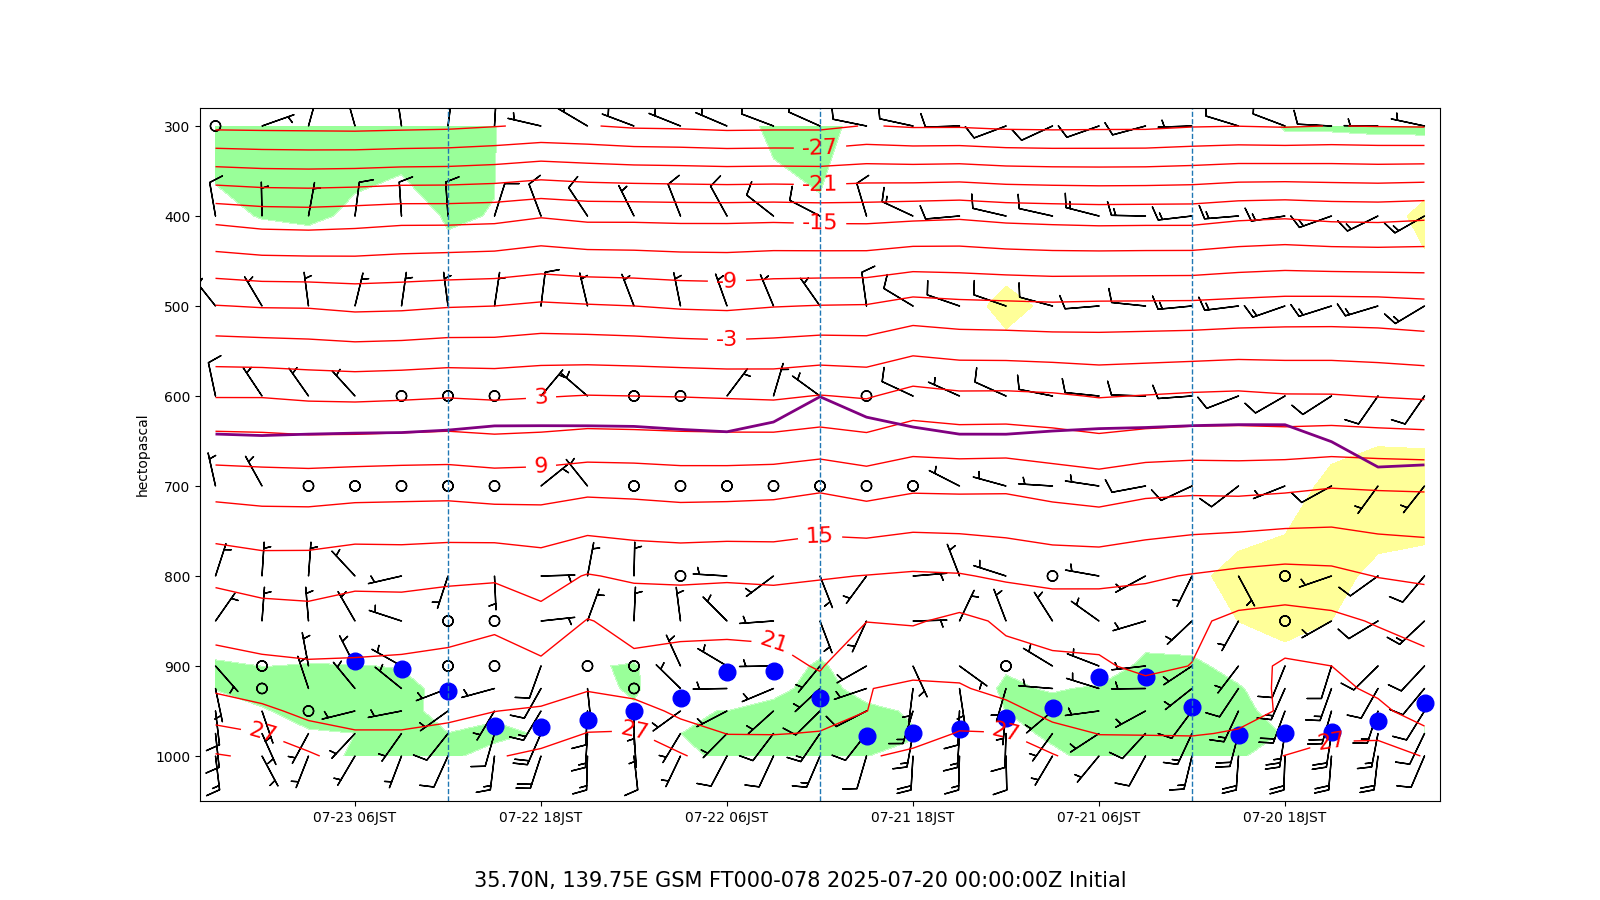 300
400
500
600
700
800
900
1000
hectopascal
-27
-21
-15
-9
-3
3
9
15
21
27
27
27
27
07-23 06JST
07-22 18JST
07-22 06JST
07-21 18JST
07-21 06JST
07-20 18JST
35.70N, 139.75E GSM FT000-078 2025-07-20 00:00:00Z Initial